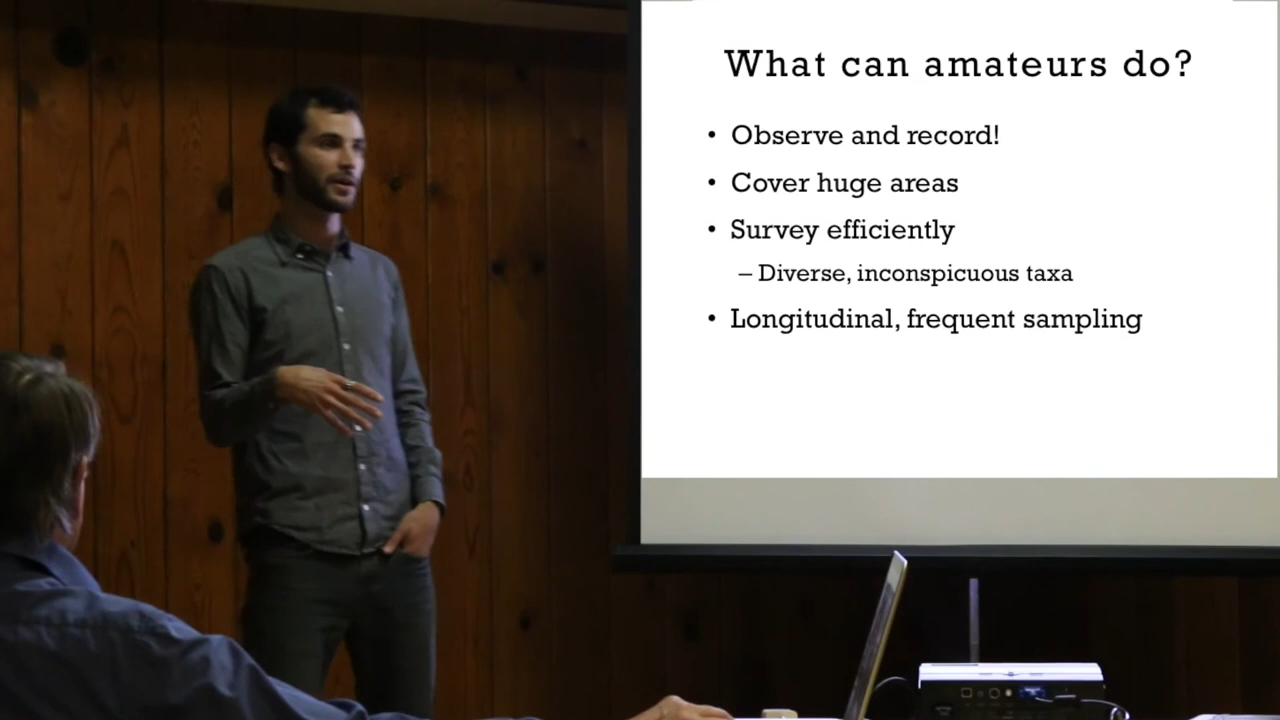 What can amateurs do?
• Observe and record!
• Cover huge areas
• Survey efficiently
– Diverse, inconspicuous taxa
• Longitudinal, frequent sampling